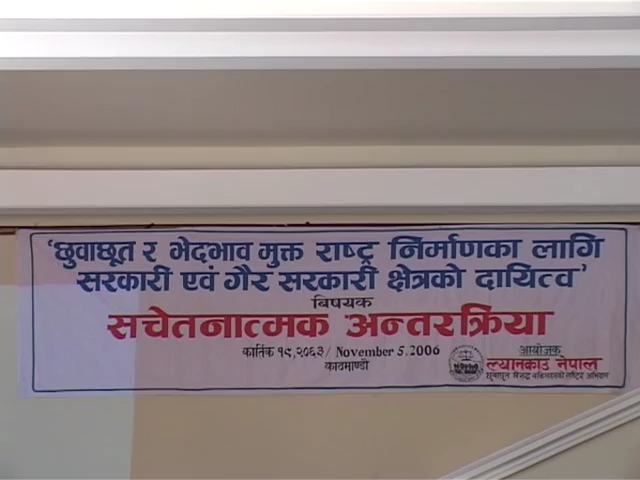 'छुवाछूत र भेदभाव मुक्त राष्ट्र निर्माणका लागि
सरकारी एवं गैर सरकारी क्षेत्रको दायित्व'
बिषयक
सचेतनात्मक अन्तरक्रिया
कार्तिक १९,२०६३/ November 5,2006
काठमाण्डौ
आयोजक
ल्यानकाउ नेपाल
छुवाछूत विरुद्ध